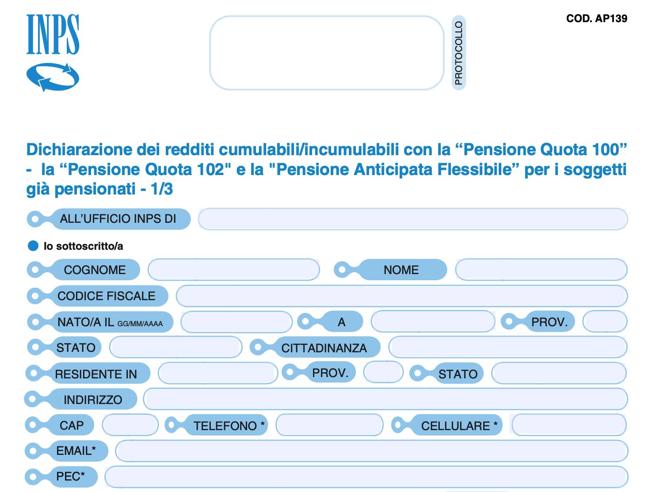 INPS
COD. AP139
PROTOCOLLO
Dichiarazione dei redditi cumulabili/incumulabili con la “Pensione Quota 100”
- la “Pensione Quota 102" e la "Pensione Anticipata Flessibile” per i soggetti
già pensionati - 1/3
ALL’UFFICIO INPS DI
Io sottoscritto/a
COGNOME NOME
CODICE FISCALE
NATO/A IL GG/MM/AAAA A PROV.
STATO CITTADINANZA
RESIDENTE IN PROV. STATO
INDIRIZZO
CAP TELEFONO * CELLULARE *
EMAIL*
PEC*